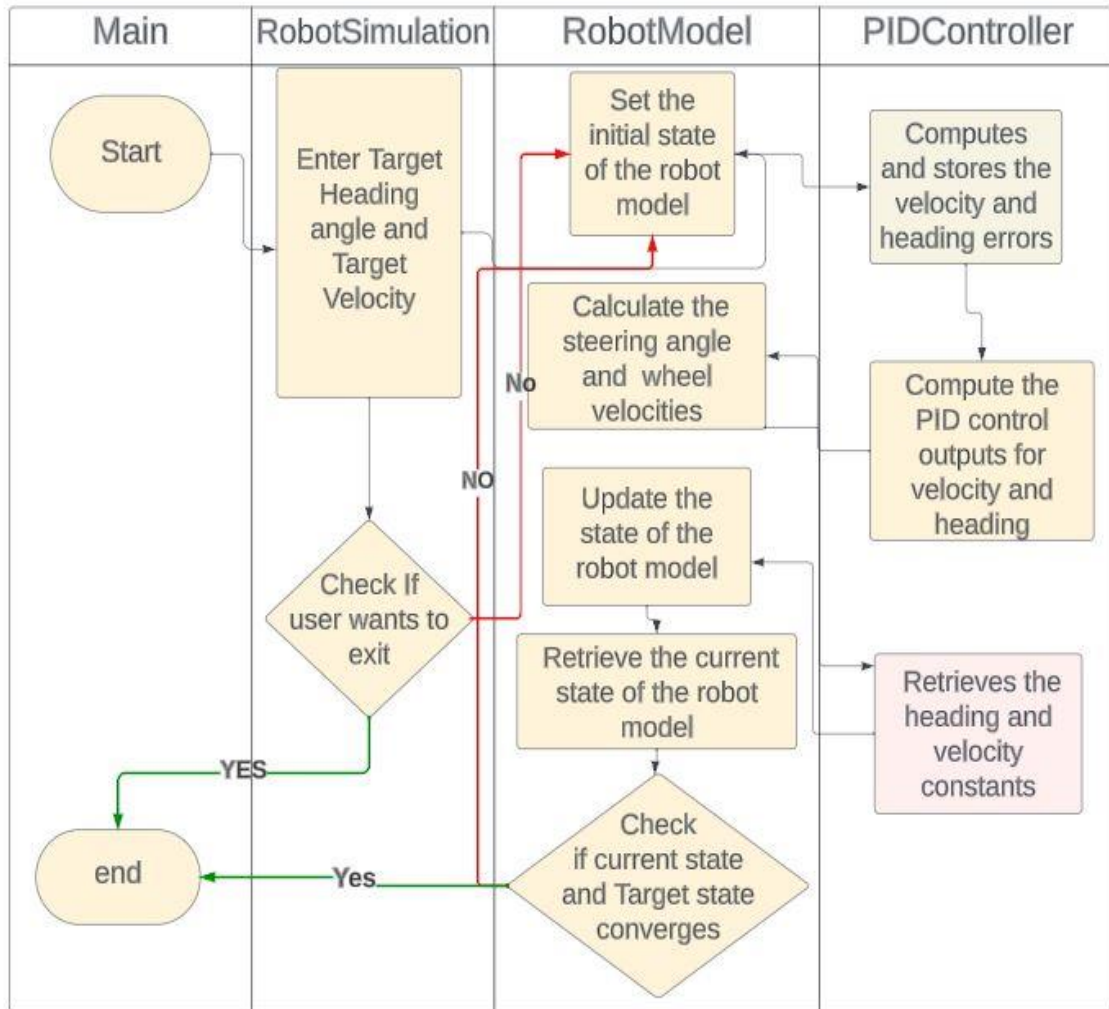 Main
RobotSimulation
RobotModel
PIDController
Start
Enter Target
Heading
angle and
Target
Velocity
Check If
user wants to
exit
YES
end
Set the
initial state
of the robot
model
Calculate the
steering angle
and wheel
velocities
No
NO
Update the
state of the
robot model
Retrieve the current
state of the robot
model
Check
if current state
and Target state
converges
Yes
Computes
and stores the
velocity and
heading errors
Compute the
PID control
outputs for
velocity and
heading
Retrieves the
heading and
velocity
constants